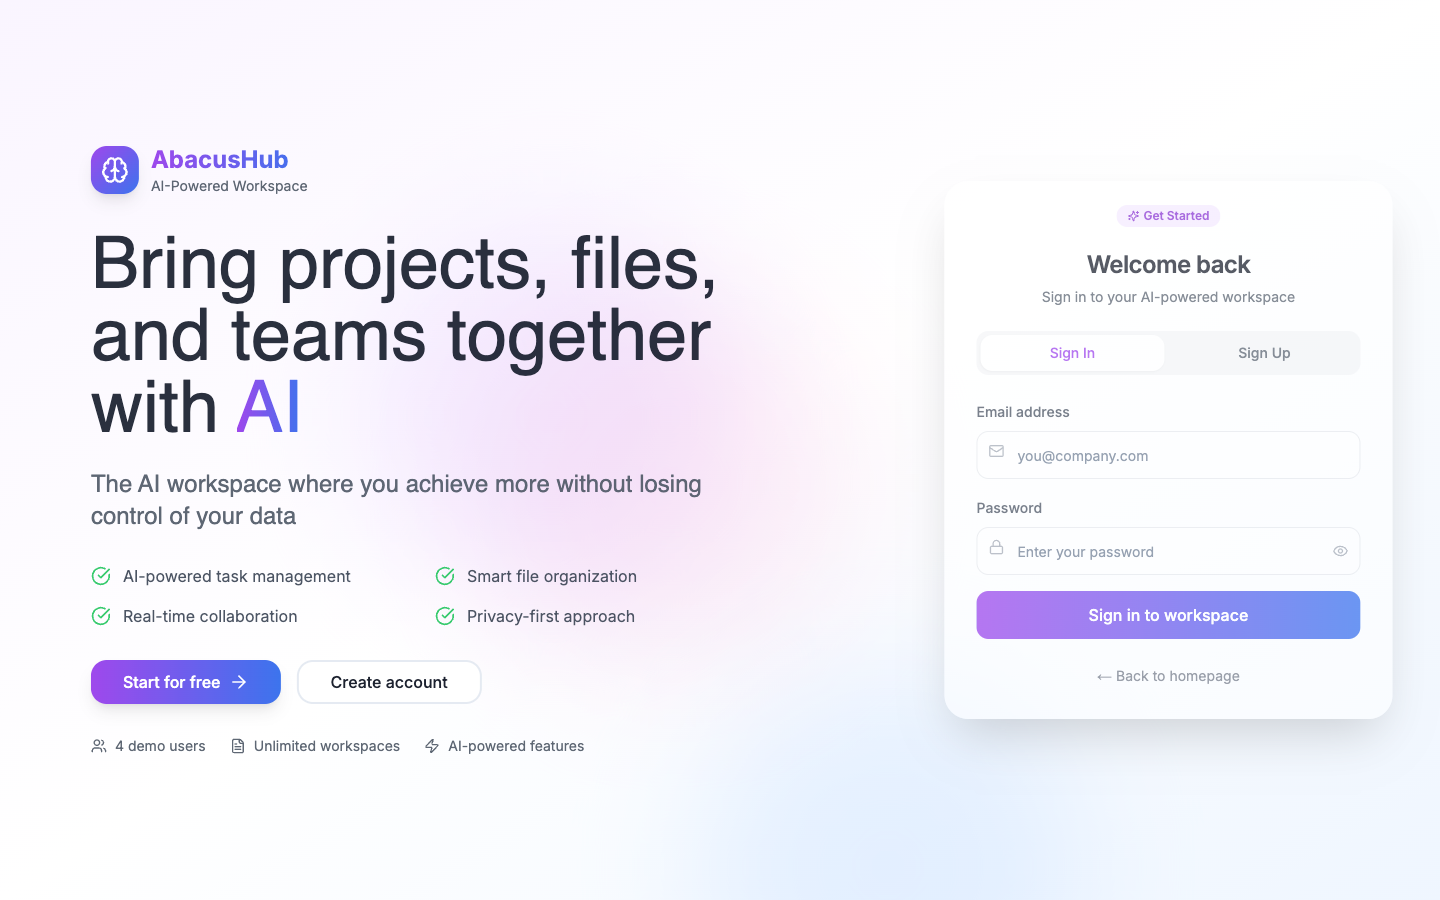 AbacusHub
AI-Powered Workspace
Bring projects, files,
and teams together
with AI
The AI workspace where you achieve more without losing
control of your data
AI-powered task management
Smart file organization
Real-time collaboration
Privacy-first approach
Start for free →
Create account
4 demo users
Unlimited workspaces
AI-powered features
Get Started
Welcome back
Sign in to your AI-powered workspace
Sign In
Sign Up
Email address
you@company.com
Password
Enter your password
Sign in to workspace
← Back to homepage